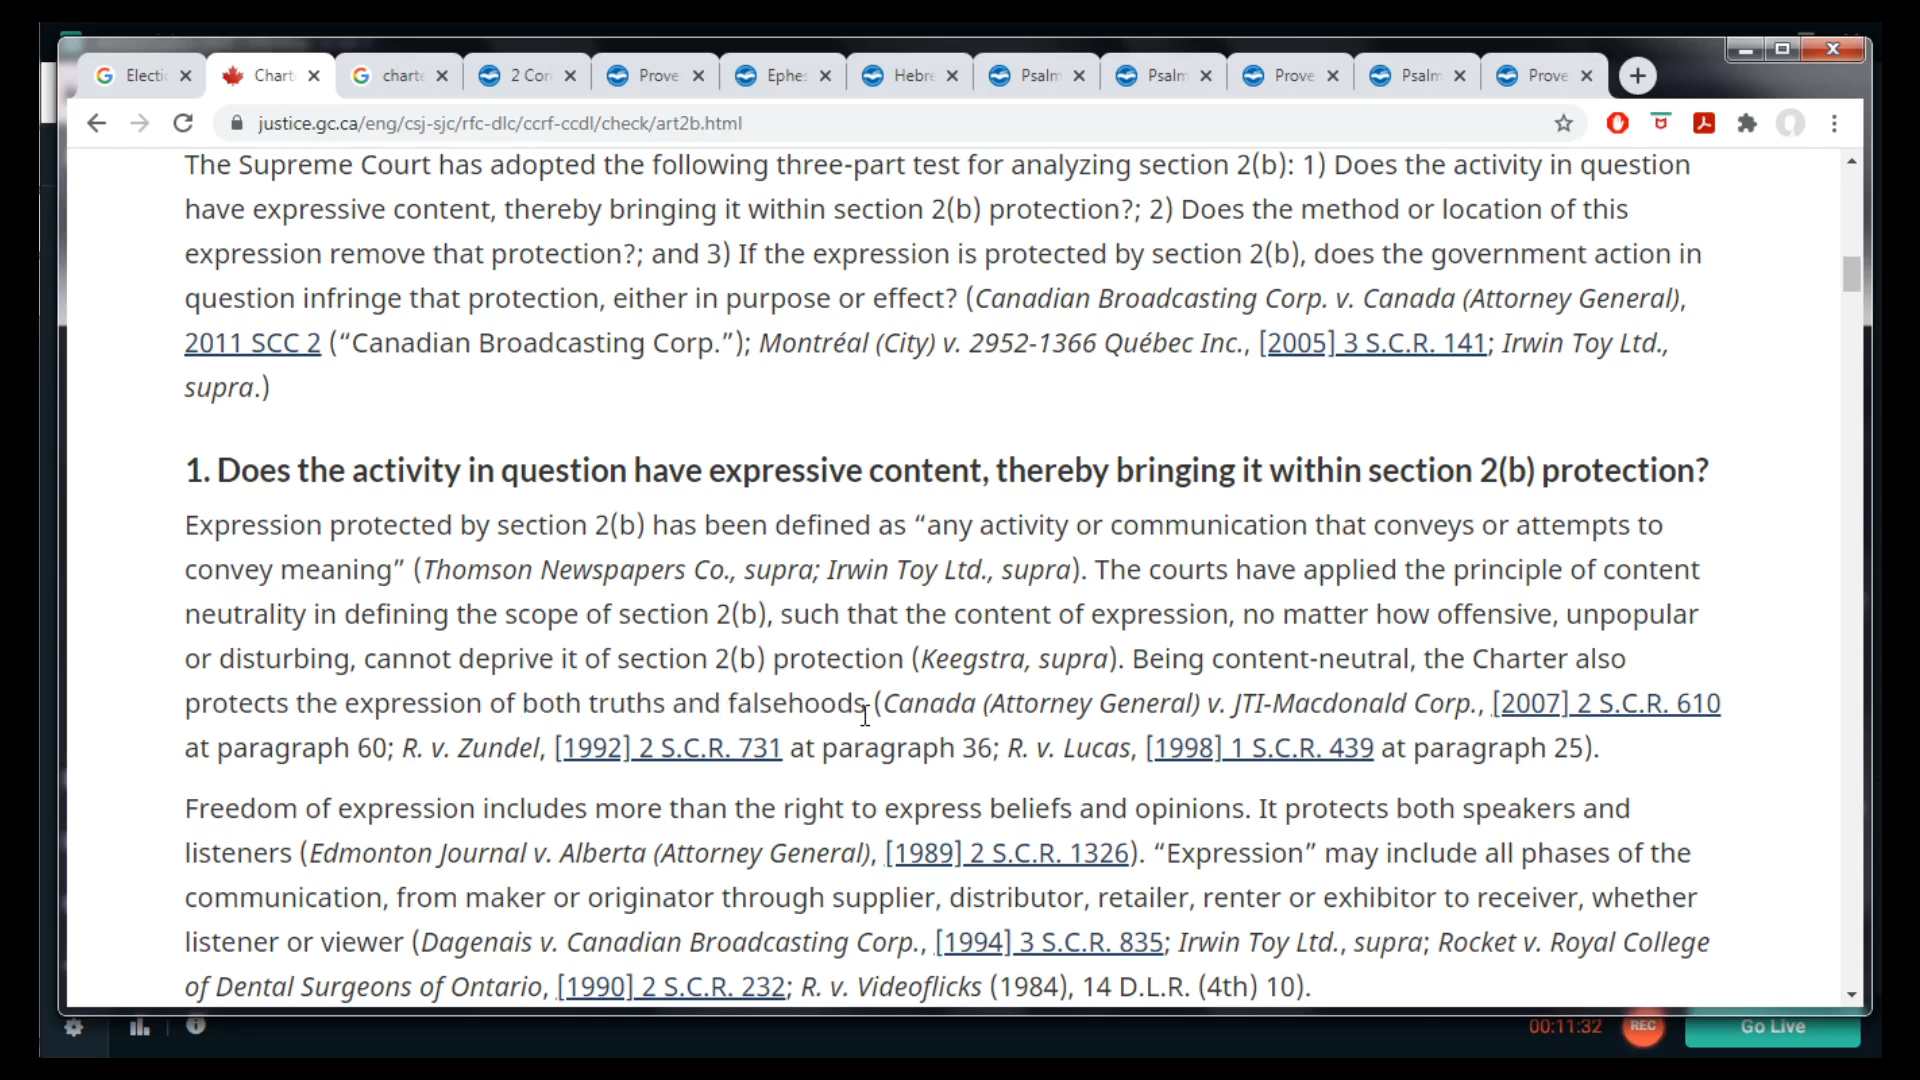 Electi
Charte
charte
2 Cor
Prove
Ephes
Hebre
Psalm
Psalm
Prove
Psalm
Prove
justice.gc.ca/eng/csj-sjc/rfc-dlc/ccrf-ccdl/check/art2b.html
The Supreme Court has adopted the following three-part test for analyzing section 2(b): 1) Does the activity in question
have expressive content, thereby bringing it within section 2(b) protection?; 2) Does the method or location of this
expression remove that protection?; and 3) If the expression is protected by section 2(b), does the government action in
question infringe that protection, either in purpose or effect? (Canadian Broadcasting Corp. v. Canada (Attorney General),
2011 SCC 2 (“Canadian Broadcasting Corp.”); Montréal (City) v. 2952-1366 Québec Inc., [2005] 3 S.C.R. 141; Irwin Toy Ltd.,
supra.)
1. Does the activity in question have expressive content, thereby bringing it within section 2(b) protection?
Expression protected by section 2(b) has been defined as “any activity or communication that conveys or attempts to
convey meaning” (Thomson Newspapers Co., supra; Irwin Toy Ltd., supra). The courts have applied the principle of content
neutrality in defining the scope of section 2(b), such that the content of expression, no matter how offensive, unpopular
or disturbing, cannot deprive it of section 2(b) protection (Keegstra, supra). Being content-neutral, the Charter also
protects the expression of both truths and falsehoods (Canada (Attorney General) v. JTI-Macdonald Corp., [2007] 2 S.C.R. 610
at paragraph 60; R. v. Zundel, [1992] 2 S.C.R. 731 at paragraph 36; R. v. Lucas, [1998] 1 S.C.R. 439 at paragraph 25).
Freedom of expression includes more than the right to express beliefs and opinions. It protects both speakers and
listeners (Edmonton Journal v. Alberta (Attorney General), [1989] 2 S.C.R. 1326). “Expression” may include all phases of the
communication, from maker or originator through supplier, distributor, retailer, renter or exhibitor to receiver, whether
listener or viewer (Dagenais v. Canadian Broadcasting Corp., [1994] 3 S.C.R. 835; Irwin Toy Ltd., supra; Rocket v. Royal College
of Dental Surgeons of Ontario, [1990] 2 S.C.R. 232; R. v. Videoflicks (1984), 14 D.L.R. (4th) 10).
00:11:32
REC
Go Live